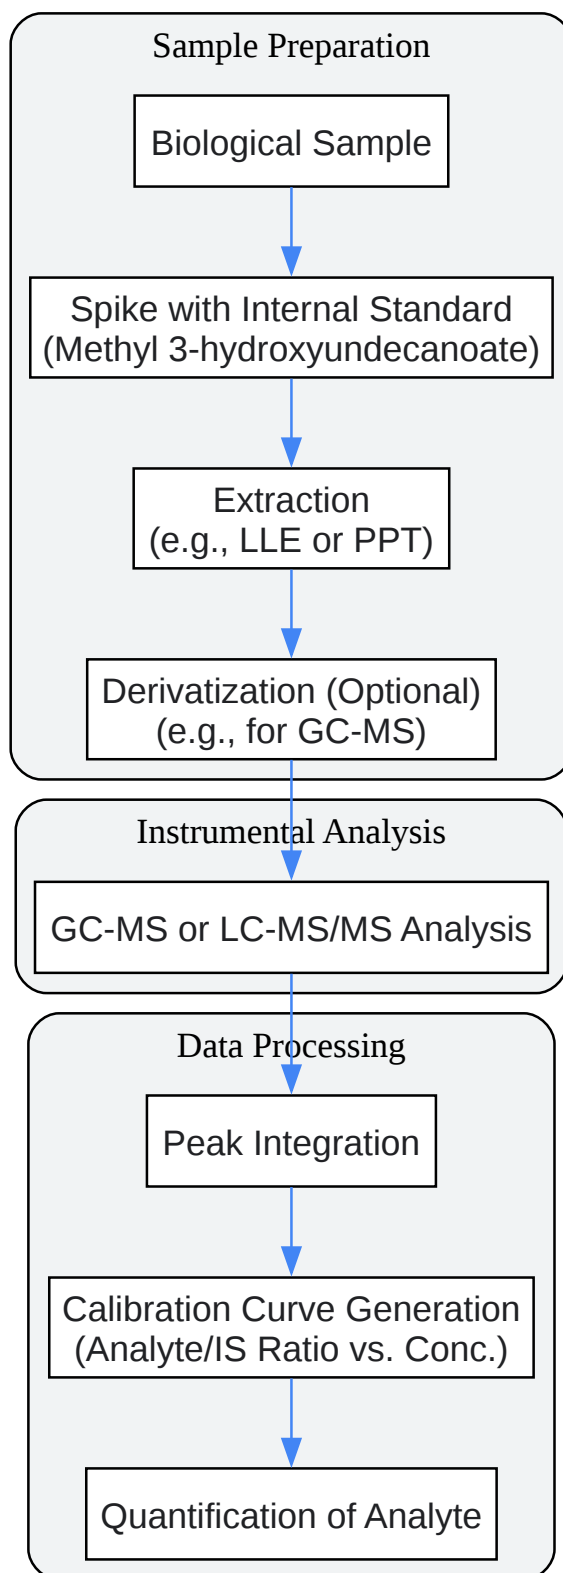 Sample Preparation
Biological Sample
Spike with Internal Standard
(Methyl 3-hydroxyundecanoate)
Extraction
(e.g., LLE or PPT)
Derivatization (Optional)
(e.g., for GC-MS)
Instrumental Analysis
GC-MS or LC-MS/MS Analysis
Data Processing
Peak Integration
Calibration Curve Generation
(Analyte/IS Ratio vs. Conc.)
Quantification of Analyte